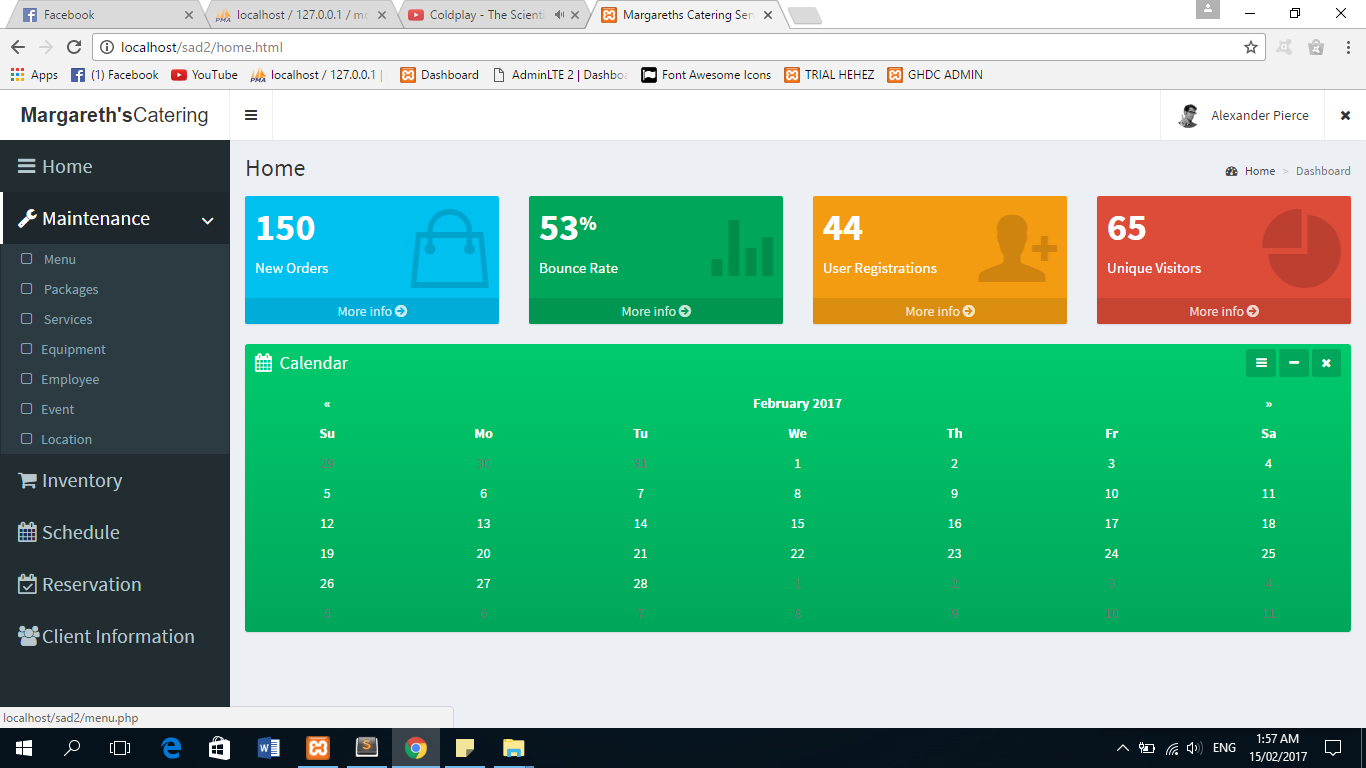 Facebook
localhost / 127.0.0.1 / mo
Coldplay - The Scienti
Margareths Catering Ser
localhost/sad2/home.html
Apps (1) Facebook YouTube localhost / 127.0.0.1 | Dashboard AdminLTE 2 | Dashboa Font Awesome Icons TRIAL HEHEZ GHDC ADMIN
Margareth'sCatering
Alexander Pierce
Home
Maintenance
Menu
Packages
Services
Equipment
Employee
Event
Location
Inventory
Schedule
Reservation
Client Information
Home
Home > Dashboard
150
New Orders
More info
53%
Bounce Rate
More info
44
User Registrations
More info
65
Unique Visitors
More info
Calendar
« February 2017 »
Su Mo Tu We Th Fr Sa
29 30 31 1 2 3 4
5 6 7 8 9 10 11
12 13 14 15 16 17 18
19 20 21 22 23 24 25
26 27 28 1 2 3 4
5 6 7 8 9 10 11
localhost/sad2/menu.php
ENG
1:57 AM
15/02/2017